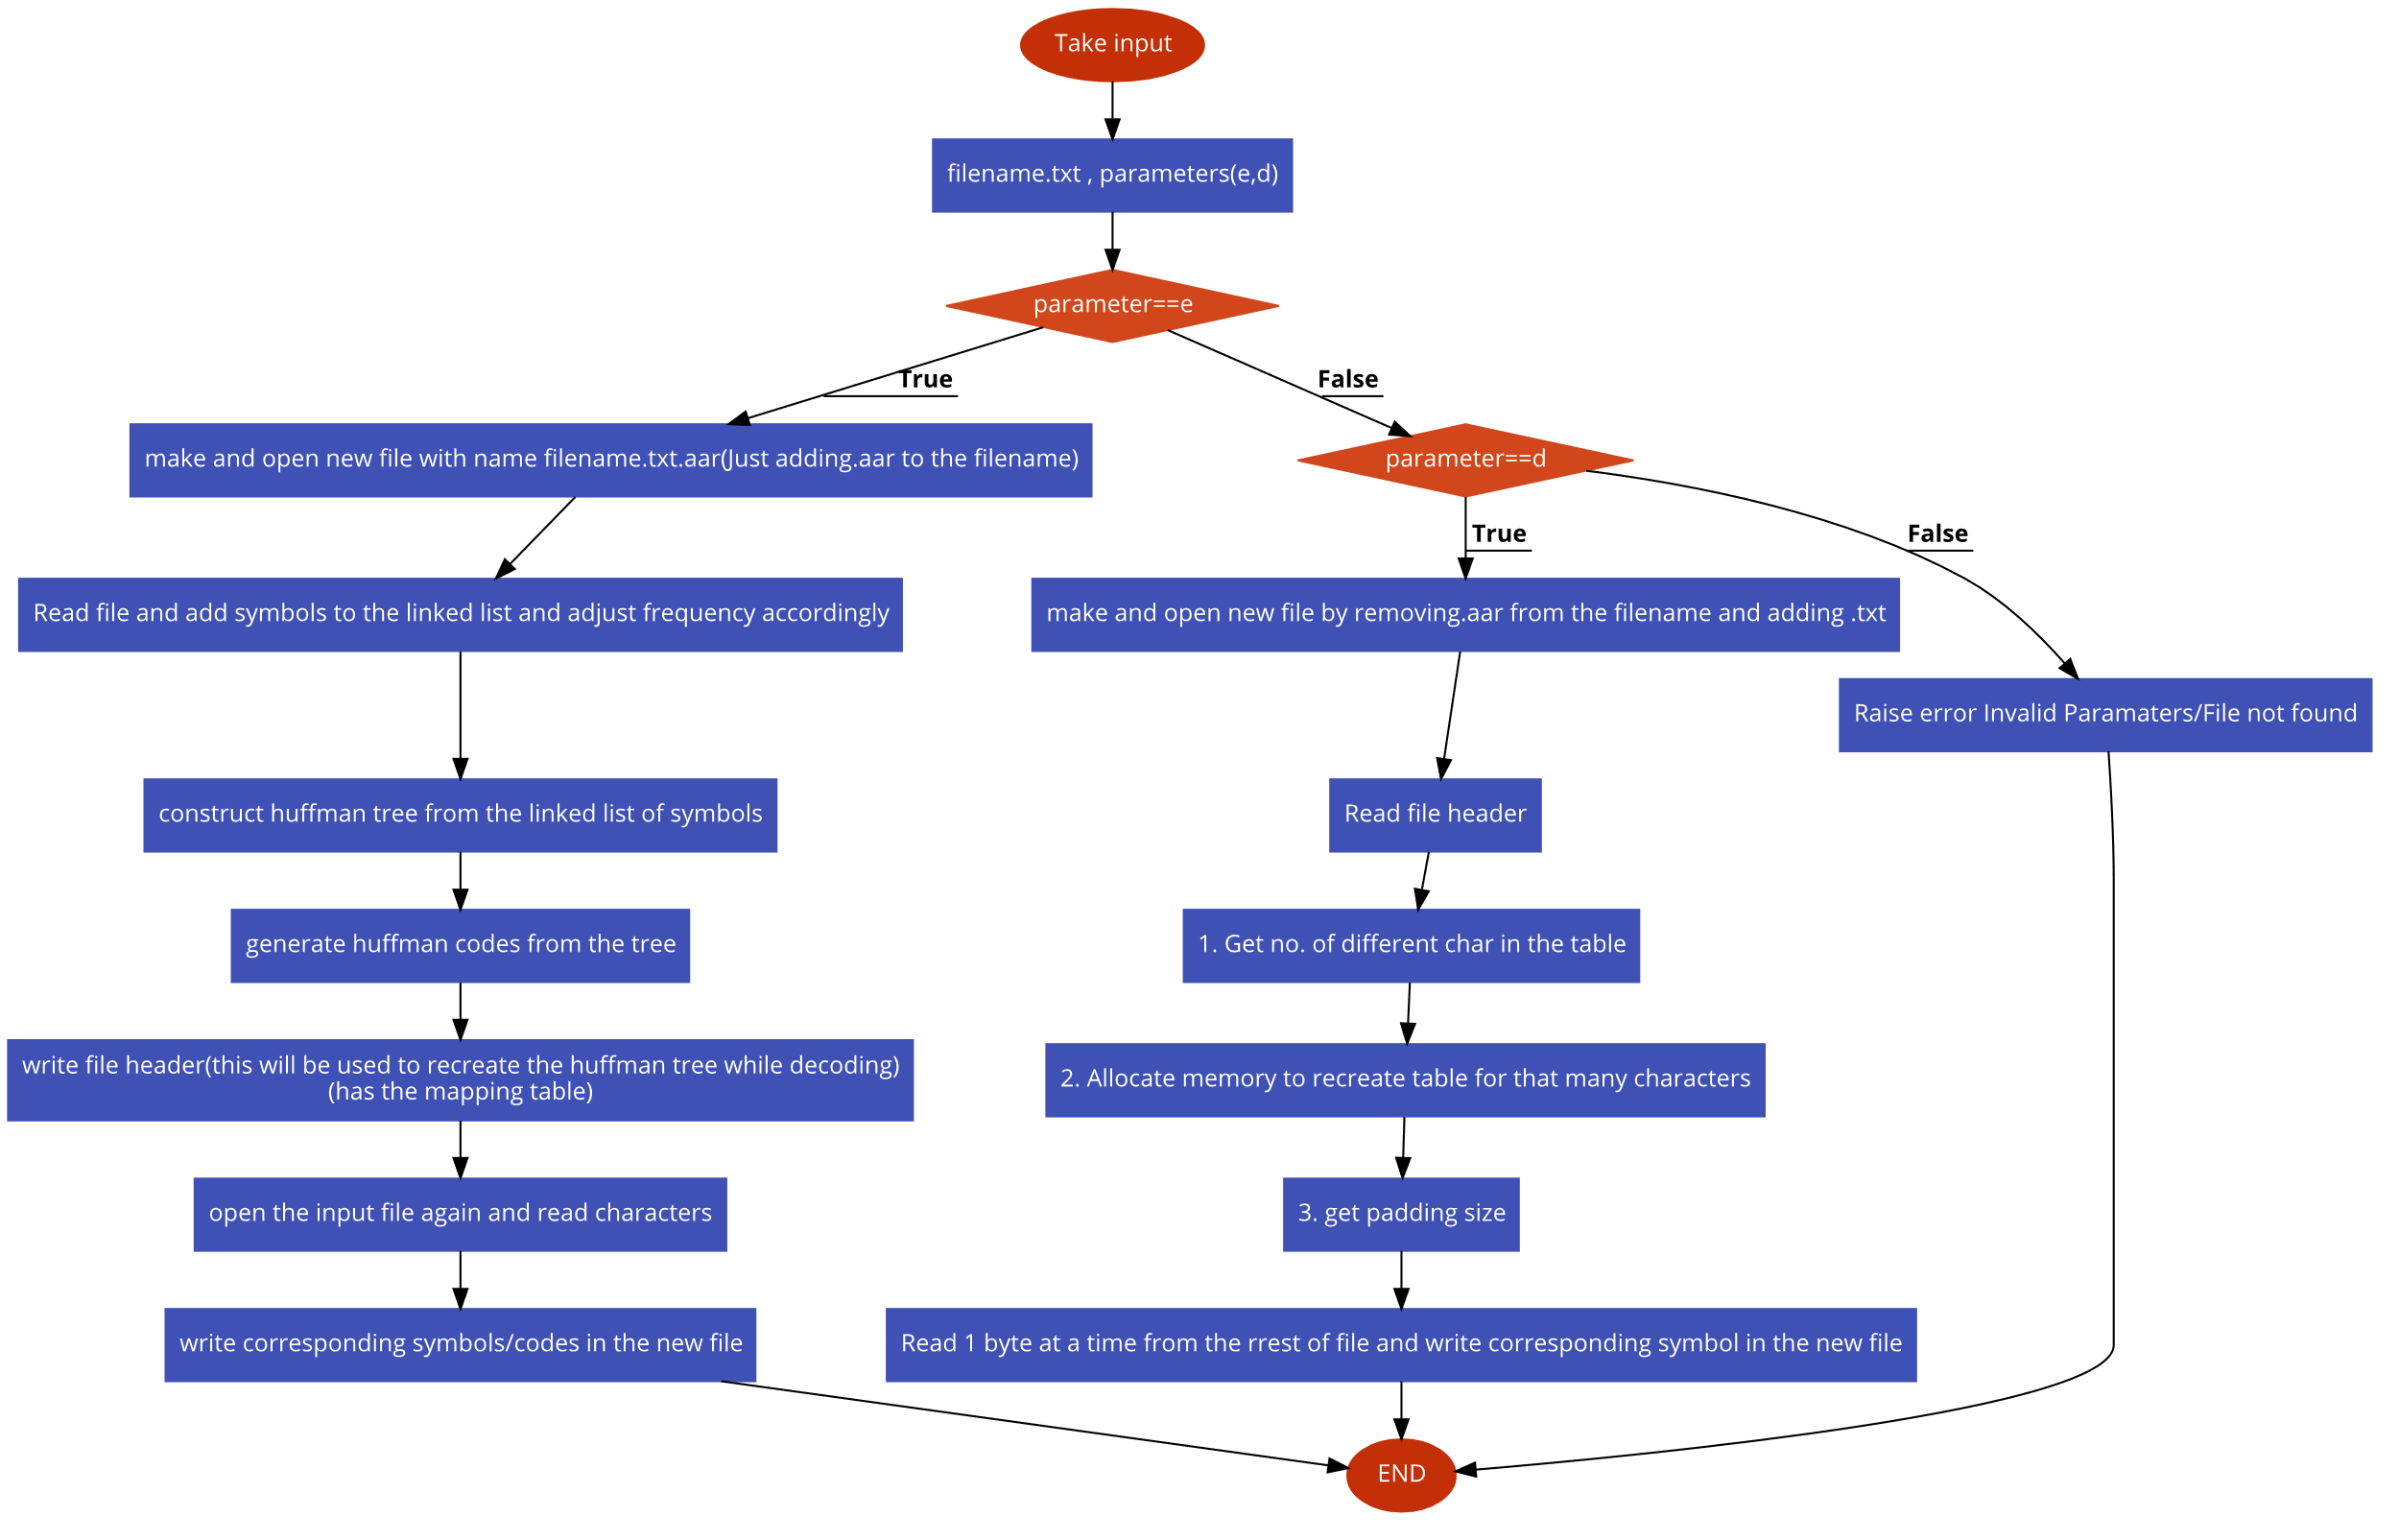 Take input
filename.txt , parameters(e,d)
parameter==e
True
False
make and open new file with name filename.txt.aar(Just adding.aar to the filename)
parameter==d
True
False
Read file and add symbols to the linked list and adjust frequency accordingly
make and open new file by removing.aar from the filename and adding .txt
Raise error Invalid Paramaters/File not found
construct huffman tree from the linked list of symbols
Read file header
generate huffman codes from the tree
1. Get no. of different char in the table
write file header(this will be used to recreate the huffman tree while decoding)
(has the mapping table)
2. Allocate memory to recreate table for that many characters
open the input file again and read characters
3. get padding size
write corresponding symbols/codes in the new file
Read 1 byte at a time from the rrest of file and write corresponding symbol in the new file
END